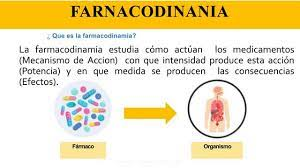 FARNACODINANIA
¿ Que es la farmacodinamia?
La farmacodinamia estudia cómo actúan los medicamentos
(Mecanismo de Accion) con que intensidad produce esta acción
(Potencia) y en que medida se producen las consecuencias
(Efectos).
Fármaco
Organismo